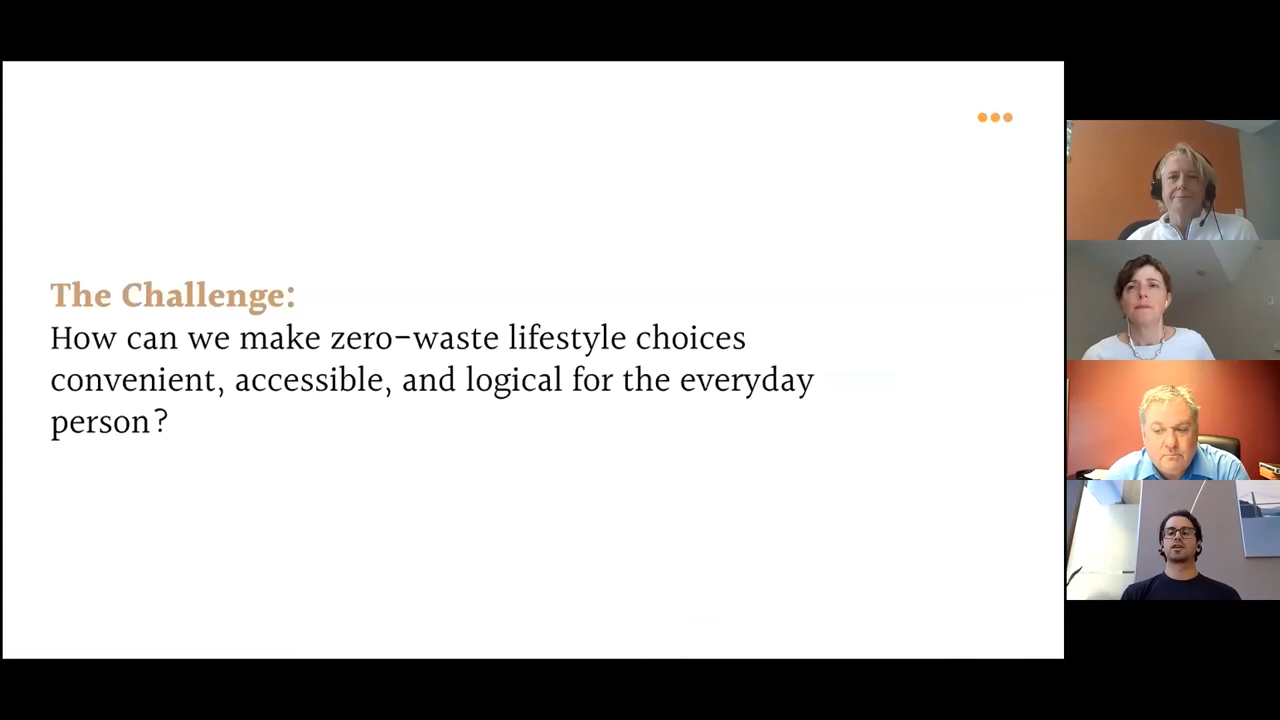 The Challenge:
How can we make zero-waste lifestyle choices
convenient, accessible, and logical for the everyday
person?